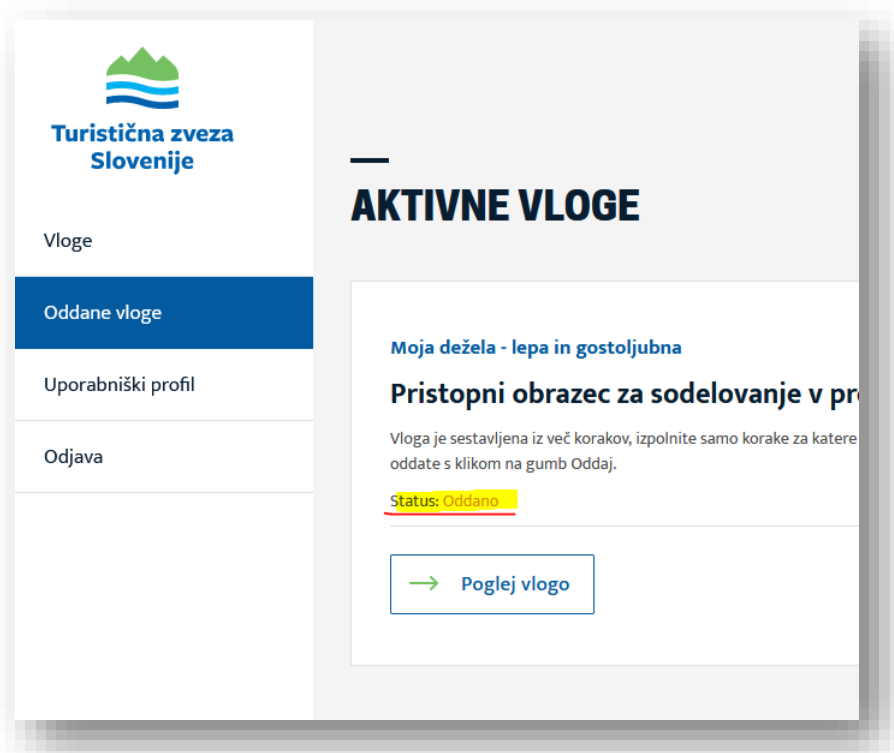 Turistična zveza
Slovenije
Vloge
Oddane vloge
Uporabniški profil
Odjava
AKTIVNE VLOGE
Moja dežela - lepa in gostoljubna
Pristopni obrazec za sodelovanje v
Vloga je sestavljena iz več korakov, izpolnite samo korake za katere
oddate s klikom na gumb Oddaj.
Status: Oddano
Poglej vlogo